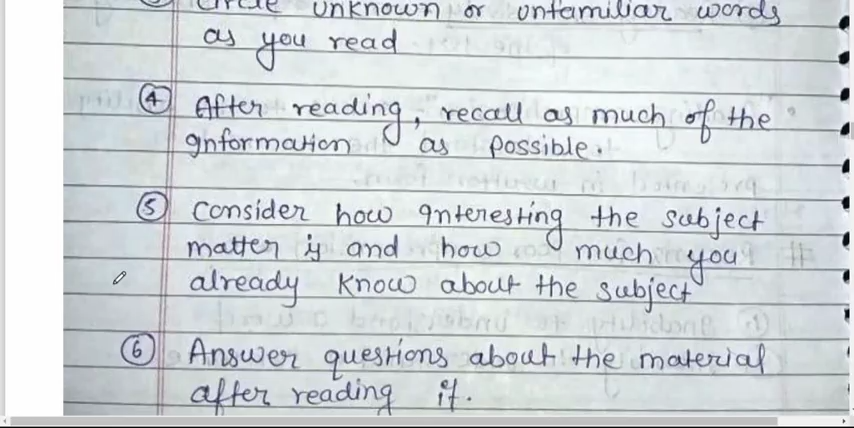 Circle unknown or unfamiliar words
as you read
④ After reading, recall as much of the
Information as possible.
⑤ Consider how Interesting the subject
matter is and how much you
already know about the subject
⑥ Answer questions about the material
after reading it.